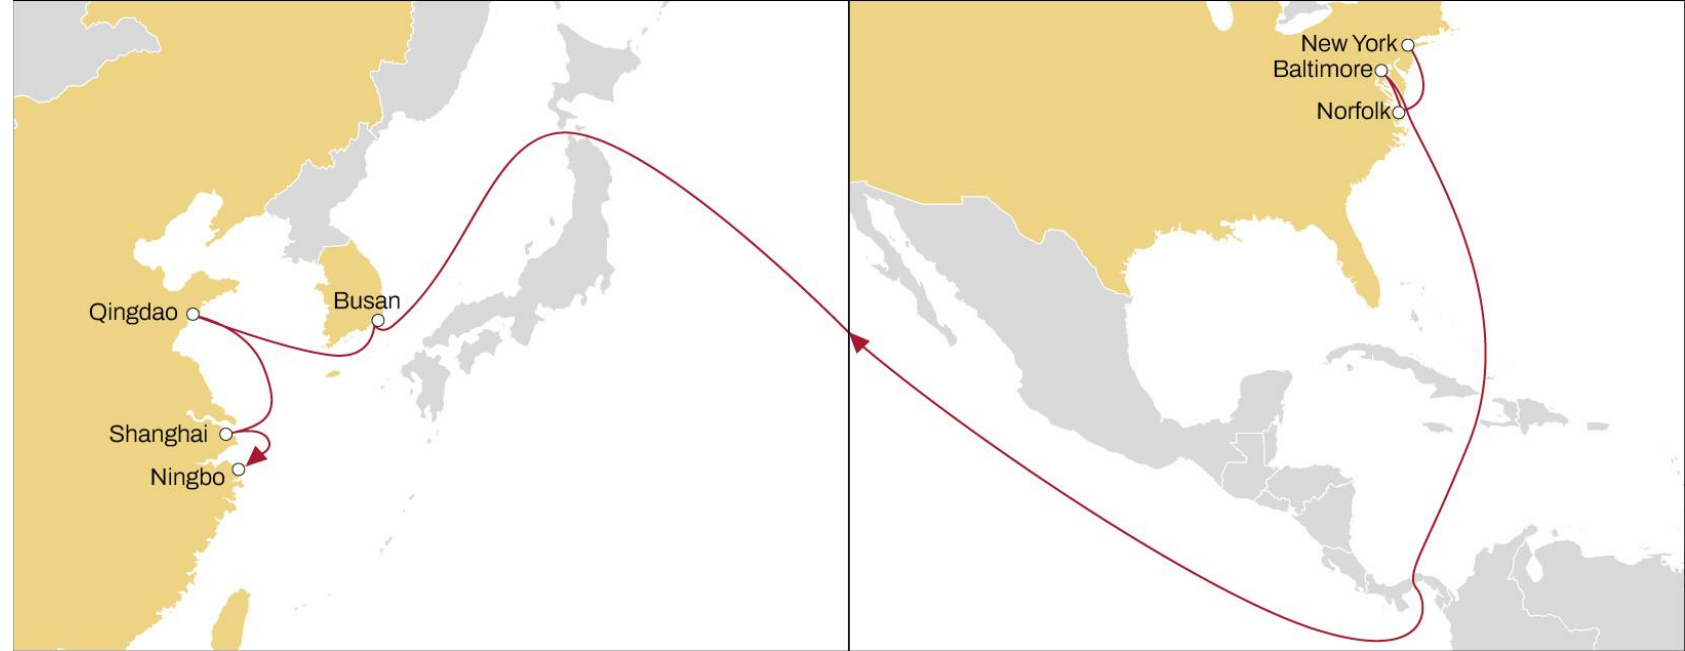 New York
Baltimore
Norfolk
Busan
Qingdao
Shanghai
Ningbo